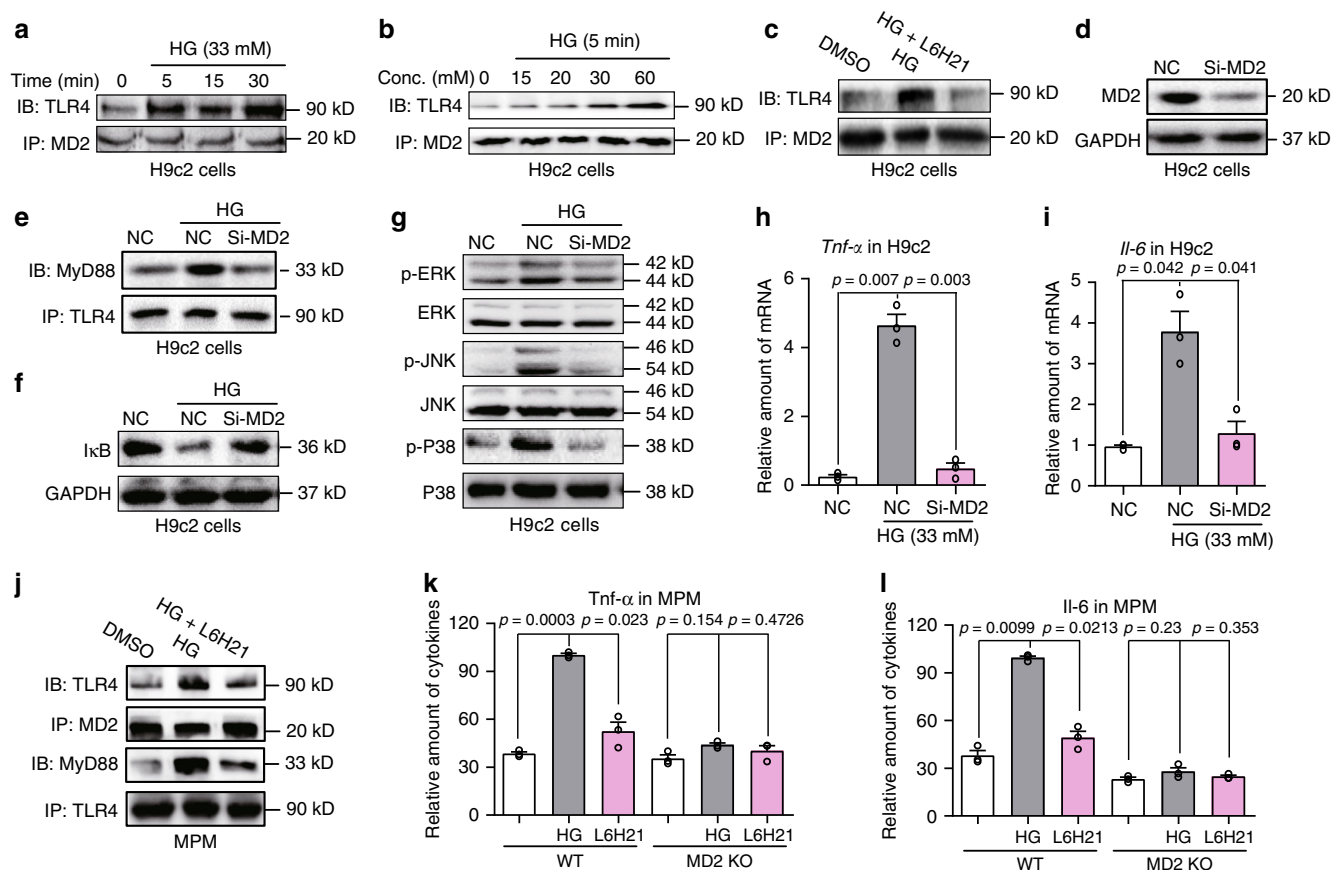 a
HG (33 mM)
Time (min) 0 5 15 30
IB: TLR4 90 kD
IP: MD2 20 kD
H9c2 cells
b
HG (5 min)
Conc. (mM) 0 15 20 30 60
IB: TLR4 90 kD
IP: MD2 20 kD
H9c2 cells
c
DMSO HG HG + L6H21
IB: TLR4 90 kD
IP: MD2 20 kD
H9c2 cells
d
NC Si-MD2
MD2 20 kD
GAPDH 37 kD
H9c2 cells
e
HG
NC NC Si-MD2
IB: MyD88 33 kD
IP: TLR4 90 kD
H9c2 cells
f
HG
NC NC Si-MD2
IκB 36 kD
GAPDH 37 kD
H9c2 cells
g
HG
NC NC Si-MD2
p-ERK 42 kD
44 kD
ERK 42 kD
44 kD
p-JNK 46 kD
54 kD
JNK 46 kD
54 kD
p-P38 38 kD
P38 38 kD
H9c2 cells
h
Tnf-α in H9c2
p = 0.007 p = 0.003
Relative amount of mRNA
6
4
2
0
NC NC Si-MD2
HG (33 mM)
i
Il-6 in H9c2
p = 0.042 p = 0.041
Relative amount of mRNA
5
4
3
2
1
0
NC NC Si-MD2
HG (33 mM)
j
DMSO HG HG + L6H21
IB: TLR4 90 kD
IP: MD2 20 kD
IB: MyD88 33 kD
IP: TLR4 90 kD
MPM
k
Tnf-α in MPM
p = 0.0003 p = 0.023 p = 0.154 p = 0.4726
Relative amount of cytokines
120
90
60
30
0
HG L6H21 HG L6H21
WT MD2 KO
l
Il-6 in MPM
p = 0.0099 p = 0.0213 p = 0.23 p = 0.353
Relative amount of cytokines
120
90
60
30
0
HG L6H21 HG L6H21
WT MD2 KO